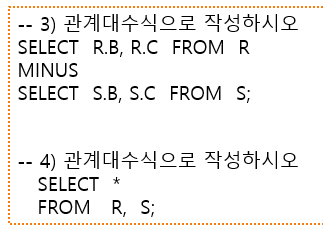 -- 3) 관계대수식으로 작성하시오
SELECT R.B, R.C FROM R
MINUS
SELECT S.B, S.C FROM S;
-- 4) 관계대수식으로 작성하시오
SELECT *
FROM R, S;